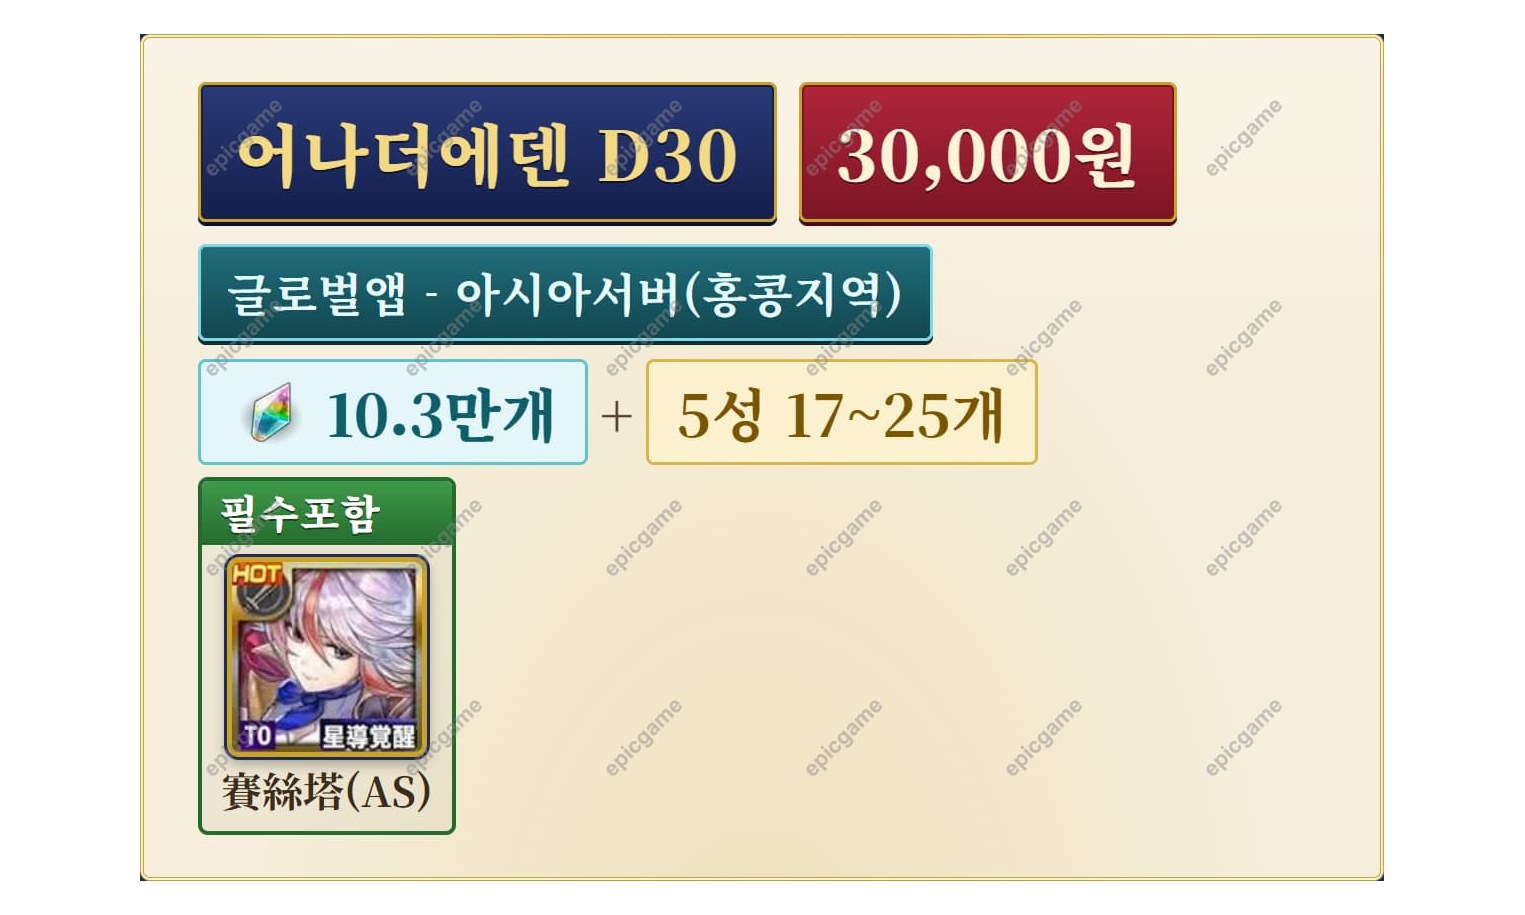 어나더에덴 D30
30,000원
글로벌앱 - 아시아서버(홍콩지역)
10.3만개 + 5성 17~25개
필수포함
HOT
T0 星導覚醒
賽絲塔(AS)
epicgame